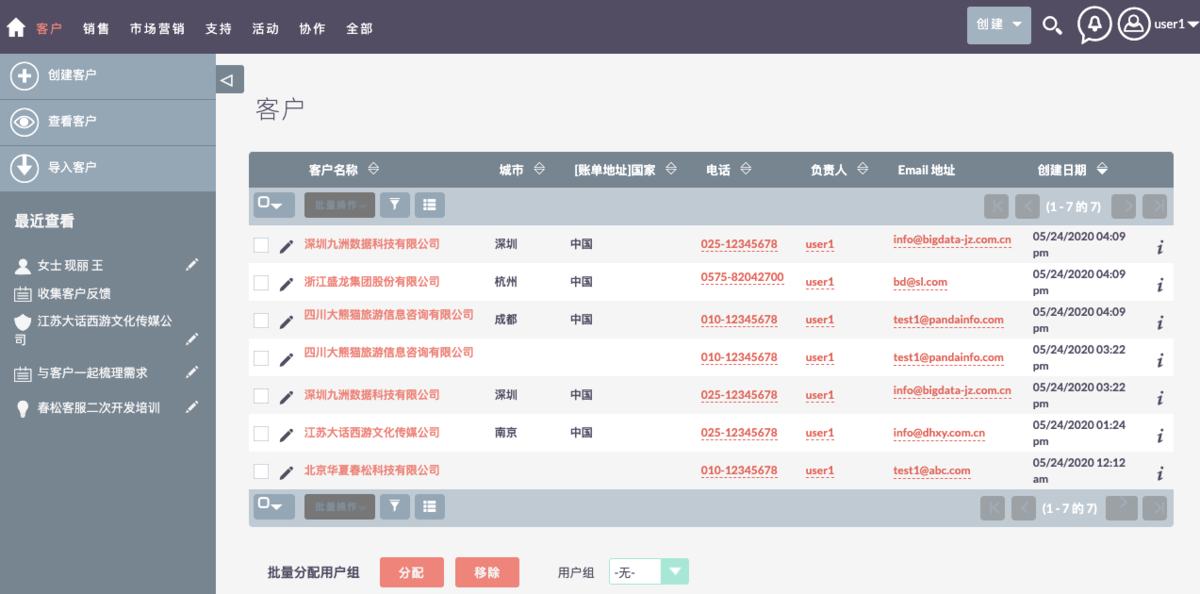 客户 销售 市场营销 支持 活动 协作 全部 创建 user1
创建客户
查看客户
导入客户
最近查看
女士 现丽 王
收集客户反馈
江苏大话西游文化传媒公
司
与客户一起梳理需求
春松客服二次开发培训
客户
客户名称 城市 [账单地址]国家 电话 负责人 Email 地址 创建日期
批量操作 (1 - 7 的 7)
深圳九洲数据科技有限公司 深圳 中国 025-12345678 user1 info@bigdata-jz.com.cn 05/24/2020 04:09
pm
浙江盛龙集团股份有限公司 杭州 中国 0575-82042700 user1 bd@sl.com 05/24/2020 04:09
pm
四川大熊猫旅游信息咨询有限公司 成都 中国 010-12345678 user1 test1@pandainfo.com 05/24/2020 04:09
pm
四川大熊猫旅游信息咨询有限公司 010-12345678 user1 test1@pandainfo.com 05/24/2020 03:22
pm
深圳九洲数据科技有限公司 深圳 中国 025-12345678 user1 info@bigdata-jz.com.cn 05/24/2020 03:22
pm
江苏大话西游文化传媒公司 南京 中国 025-12345678 user1 info@dhxy.com.cn 05/24/2020 01:24
pm
北京华夏春松科技有限公司 010-12345678 user1 test1@abc.com 05/24/2020 12:12
am
批量操作 (1 - 7 的 7)
批量分配用户组 分配 移除 用户组 -无-